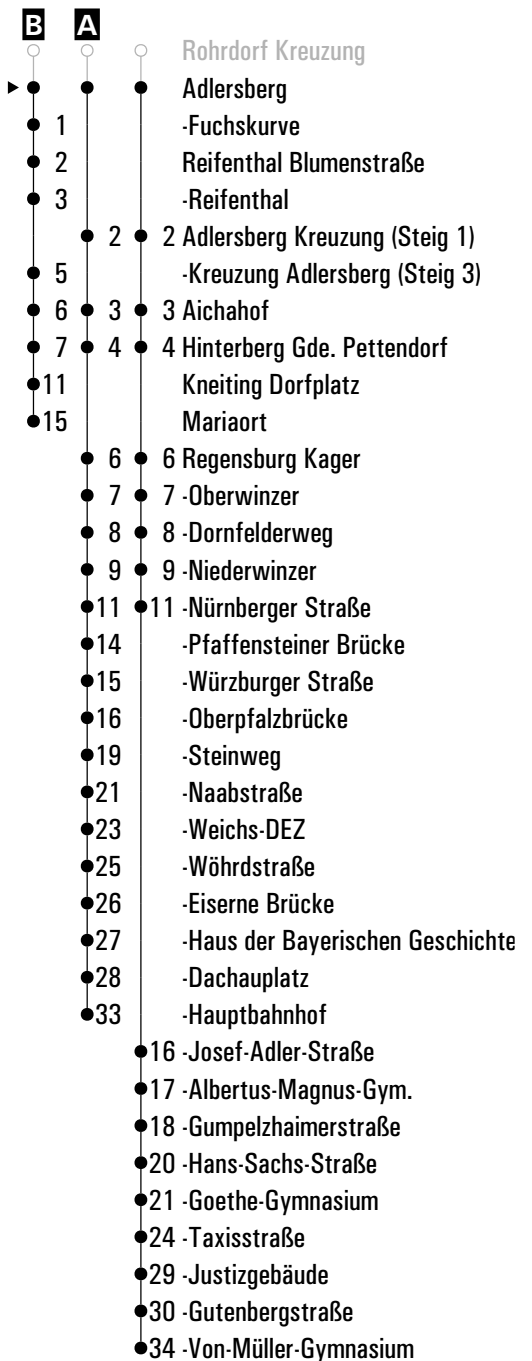 B A
Rohrdorf Kreuzung
Adlersberg
1 -Fuchskurve
2 Reifenthal Blumenstraße
3 -Reifenthal
2 2 Adlersberg Kreuzung (Steig 1)
5 -Kreuzung Adlersberg (Steig 3)
6 3 3 Aichahof
7 4 4 Hinterberg Gde. Pettendorf
11 Kneiting Dorfplatz
15 Mariaort
6 6 Regensburg Kager
7 7 -Oberwinzer
8 8 -Dornfelderweg
9 9 -Niederwinzer
11 11 -Nürnberger Straße
14 -Pfaffensteiner Brücke
15 -Würzburger Straße
16 -Oberpfalzbrücke
19 -Steinweg
21 -Naabstraße
23 -Weichs-DEZ
25 -Wöhrdstraße
26 -Eiserne Brücke
27 -Haus der Bayerischen Geschichte
28 -Dachauplatz
33 -Hauptbahnhof
16 -Josef-Adler-Straße
17 -Albertus-Magnus-Gym.
18 -Gumpelzhaimerstraße
20 -Hans-Sachs-Straße
21 -Goethe-Gymnasium
24 -Taxisstraße
29 -Justizgebäude
30 -Gutenbergstraße
34 -Von-Müller-Gymnasium